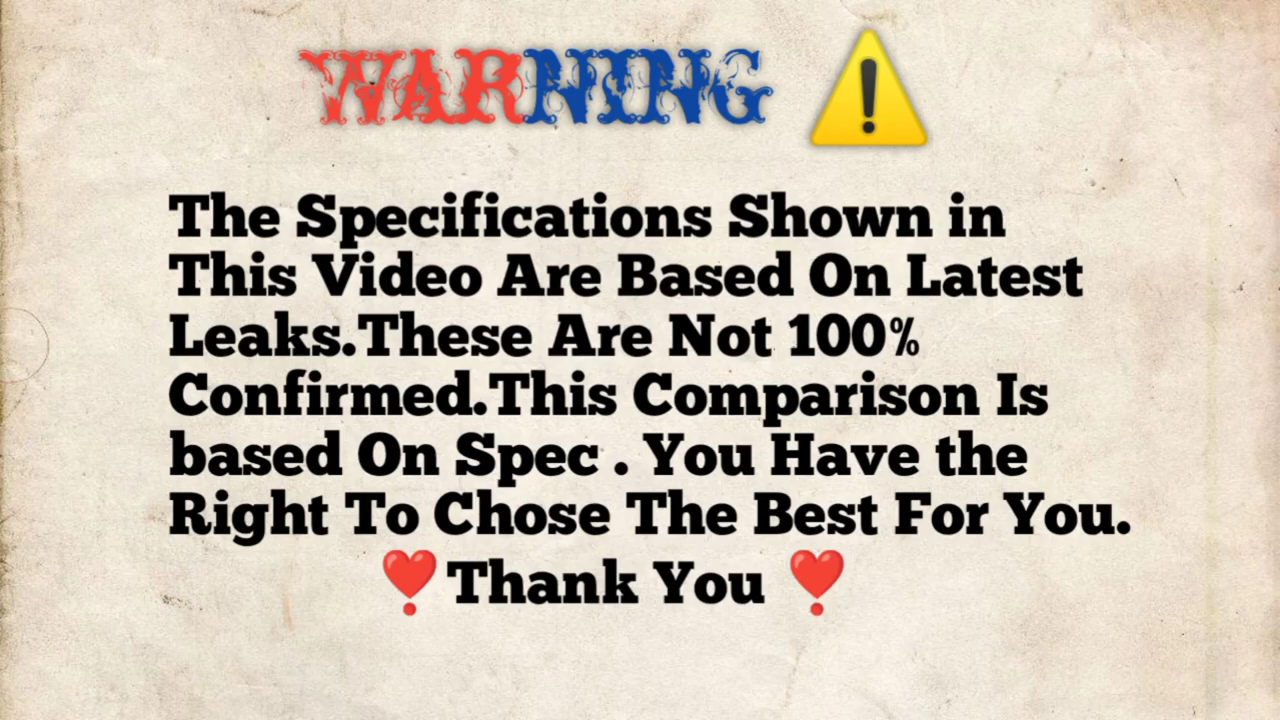 WARNING ⚠️
The Specifications Shown in
This Video Are Based On Latest
Leaks.These Are Not 100%
Confirmed.This Comparison Is
based On Spec . You Have the
Right To Chose The Best For You.
❣️Thank You ❣️